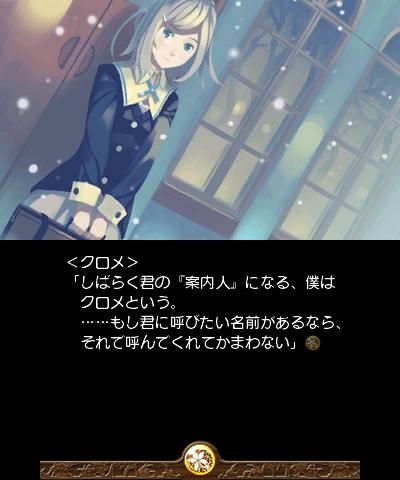 ＜クロメ＞
「しばらく君の『案内人』になる、僕は
クロメという。
……もし君に呼びたい名前があるなら、
それで呼んでくれてかまわない」